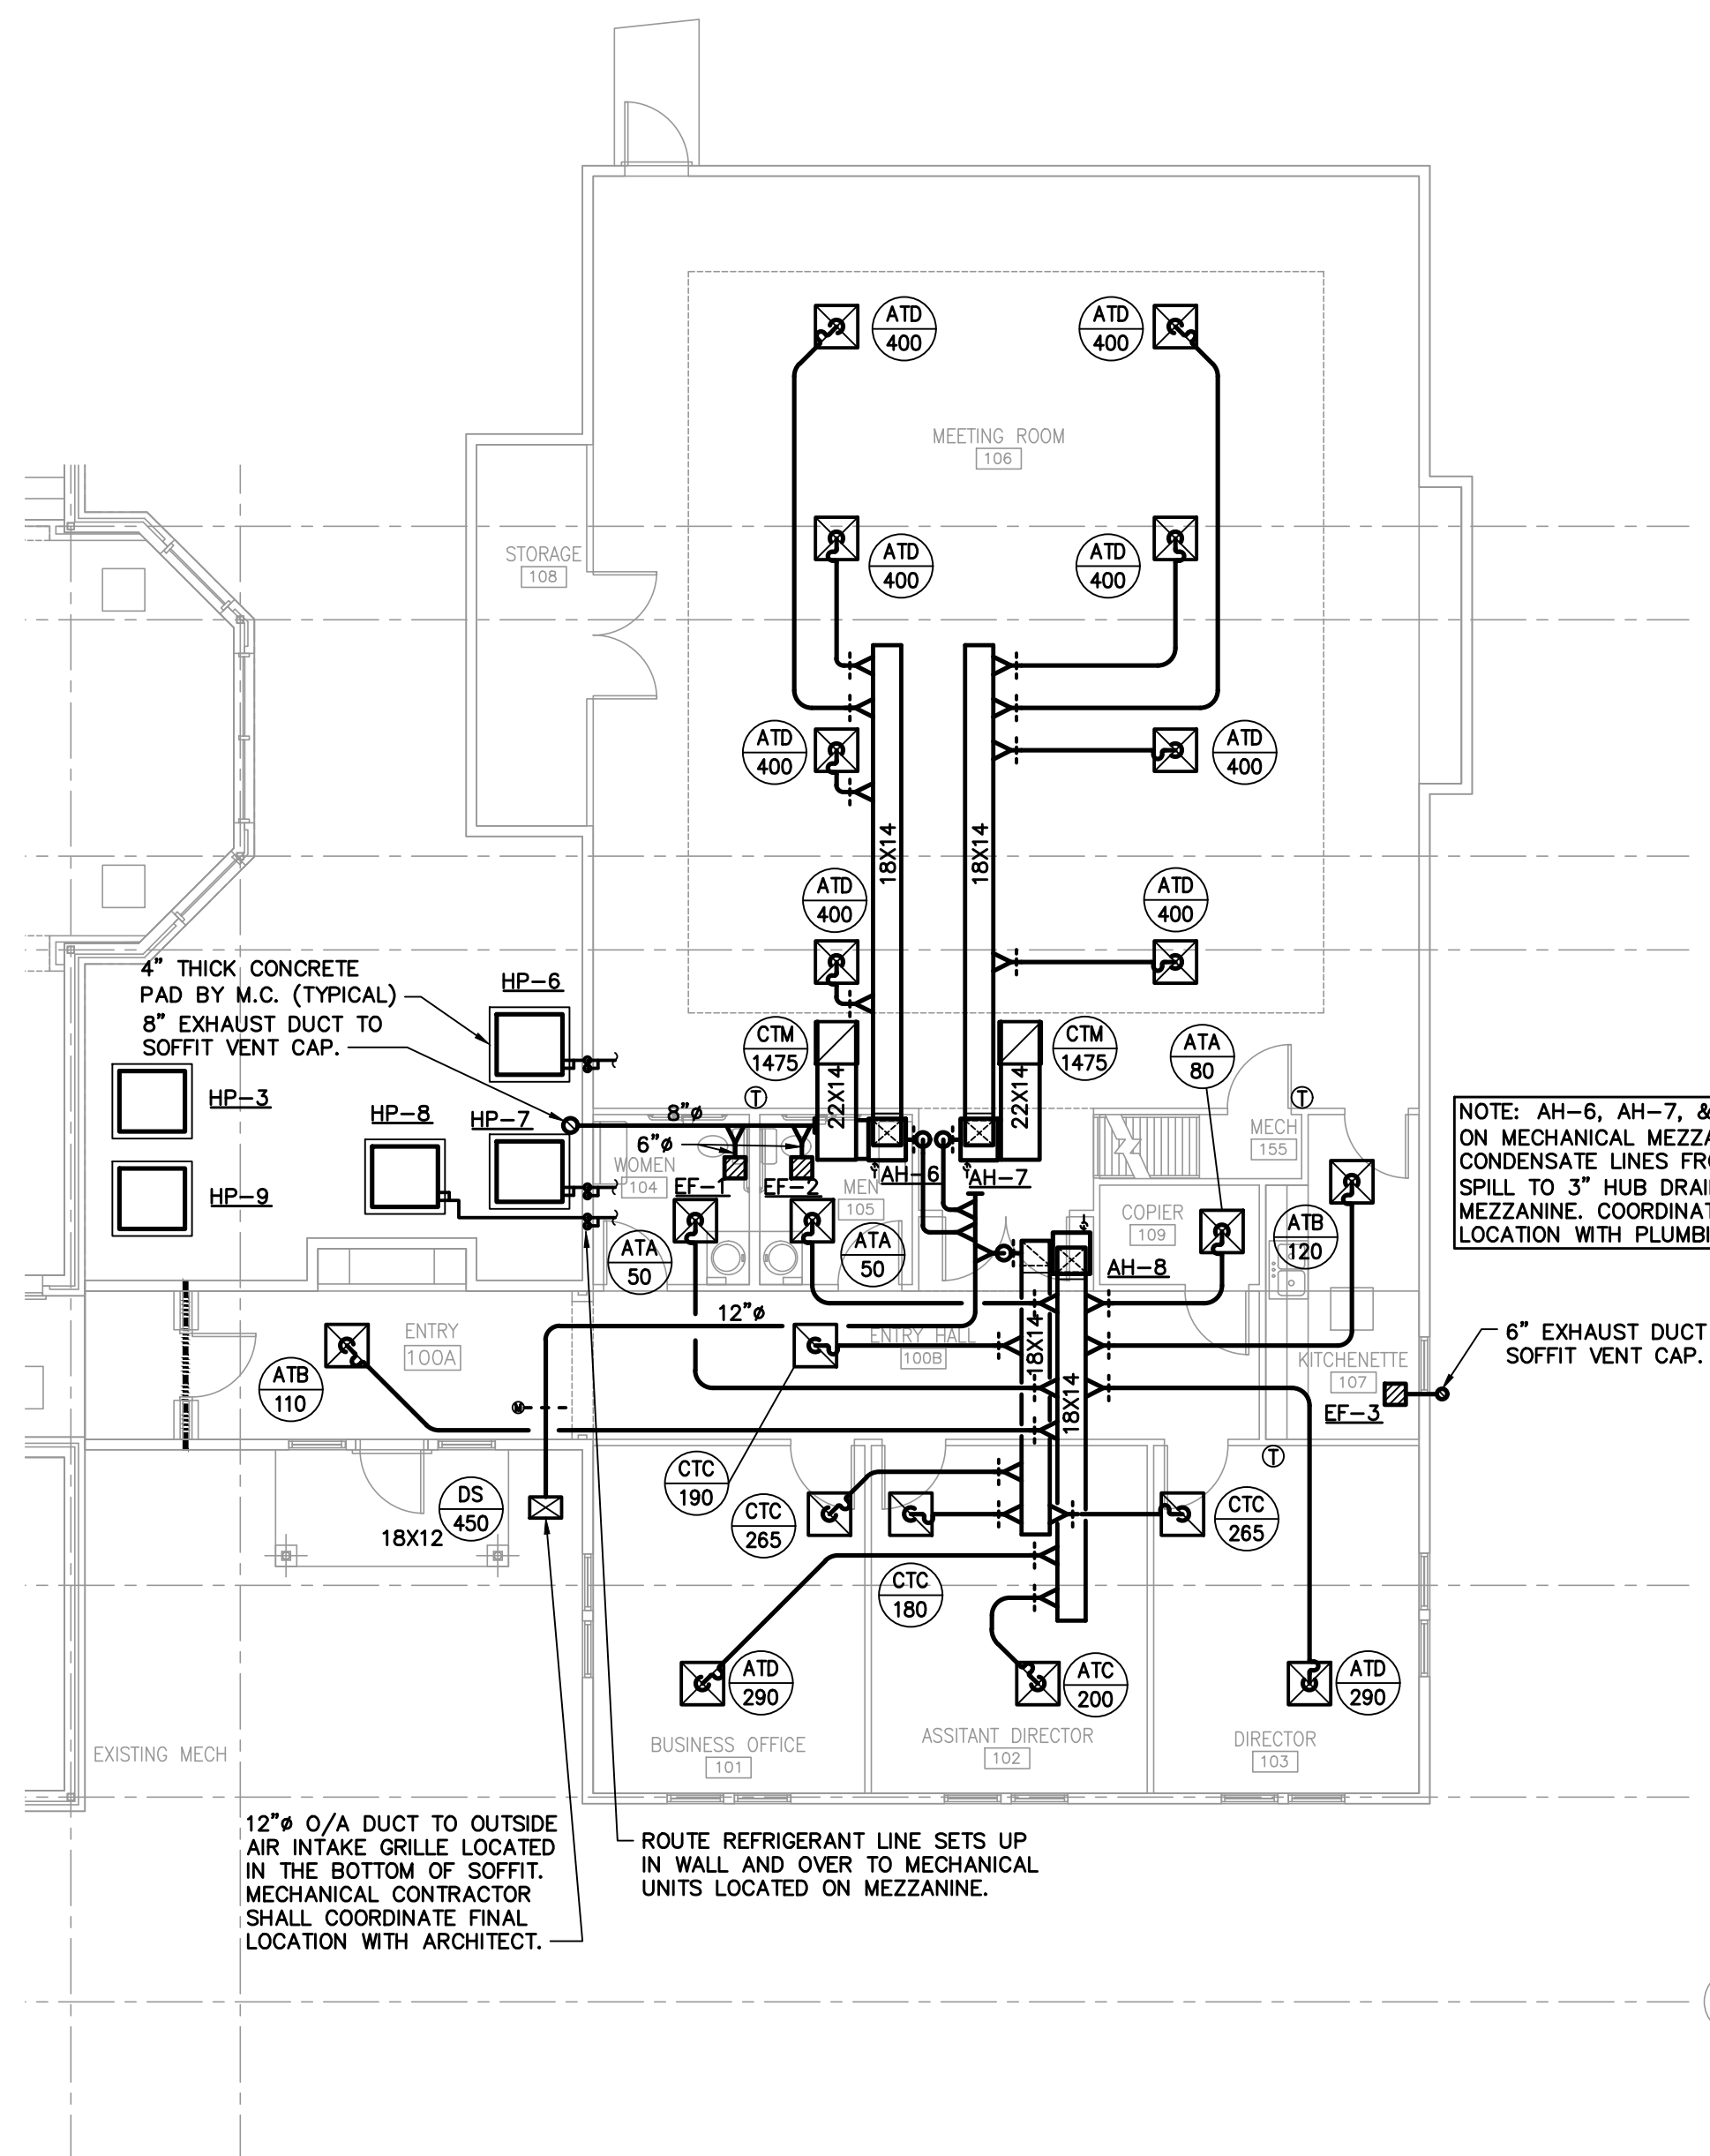 ATD
400
ATD
400
MEETING ROOM
106
STORAGE
108
ATD
400
ATD
400
ATD
400
ATD
400
18X14
18X14
ATD
400
ATD
400
4" THICK CONCRETE
PAD BY M.C. (TYPICAL)
8" EXHAUST DUCT TO
SOFFIT VENT CAP.
HP-6
CTM
1475
CTM
1475
22X14
22X14
ATA
80
HP-3
HP-8
HP-7
HP-9
T
T
8"ø
6"ø
WOMEN
104
EF-1
EF-2
MEN
105
AH-6
AH-7
MECH
155
COPIER
109
NOTE: AH-6, AH-7, &
ON MECHANICAL
CONDENSATE LINES
SPILL TO 3" HUB
MEZZANINE.
LOCATION WITH
ATA
50
ATA
50
ATB
120
AH-8
12"ø
ENTRY
100A
ENTRY HALL
100B
18X14
18X14
KITCHENETTE
107
6" EXHAUST DUCT
SOFFIT VENT CAP.
EF-3
ATB
110
M
T
CTC
190
DS
450
18X12
CTC
265
CTC
265
CTC
180
ATD
290
ATC
200
ATD
290
EXISTING MECH
BUSINESS OFFICE
101
ASSITANT DIRECTOR
102
DIRECTOR
103
12"ø O/A DUCT TO OUTSIDE
AIR INTAKE GRILLE LOCATED
IN THE BOTTOM OF SOFFIT.
MECHANICAL CONTRACTOR
SHALL COORDINATE FINAL
LOCATION WITH ARCHITECT.
ROUTE REFRIGERANT LINE SETS UP
IN WALL AND OVER TO MECHANICAL
UNITS LOCATED ON MEZZANINE.